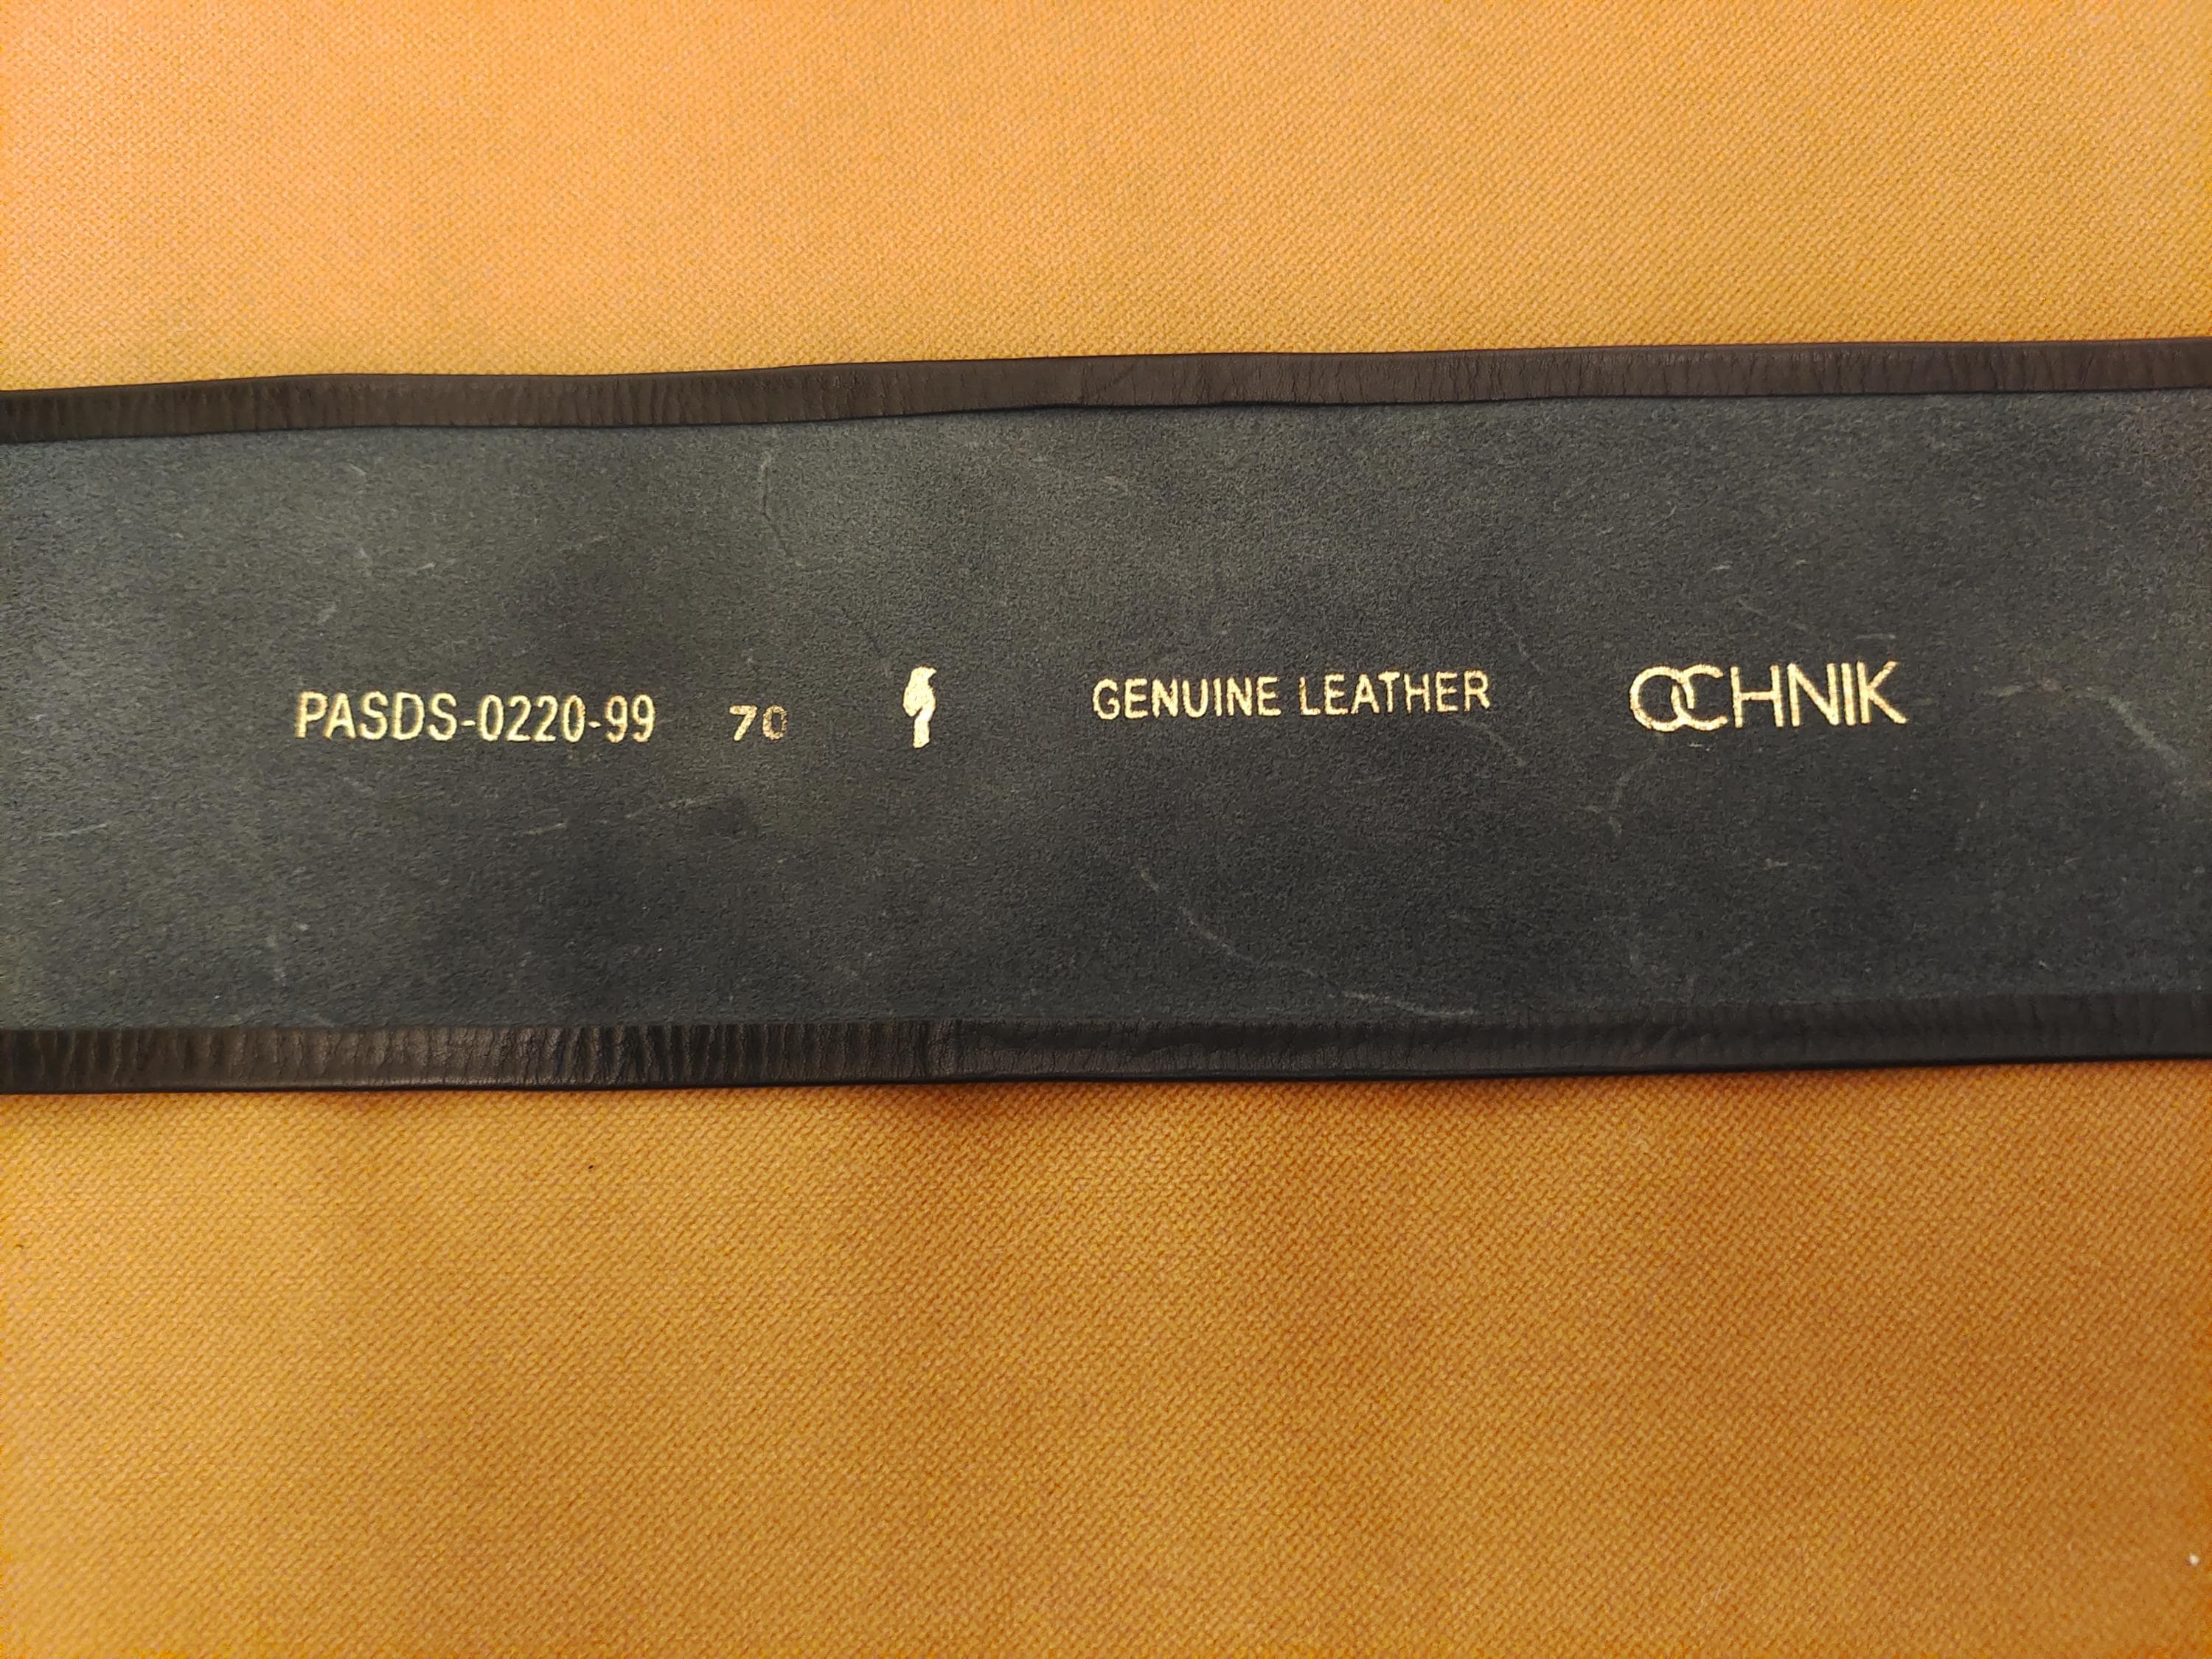 PASDS-0220-99 70 GENUINE LEATHER OCHNIK